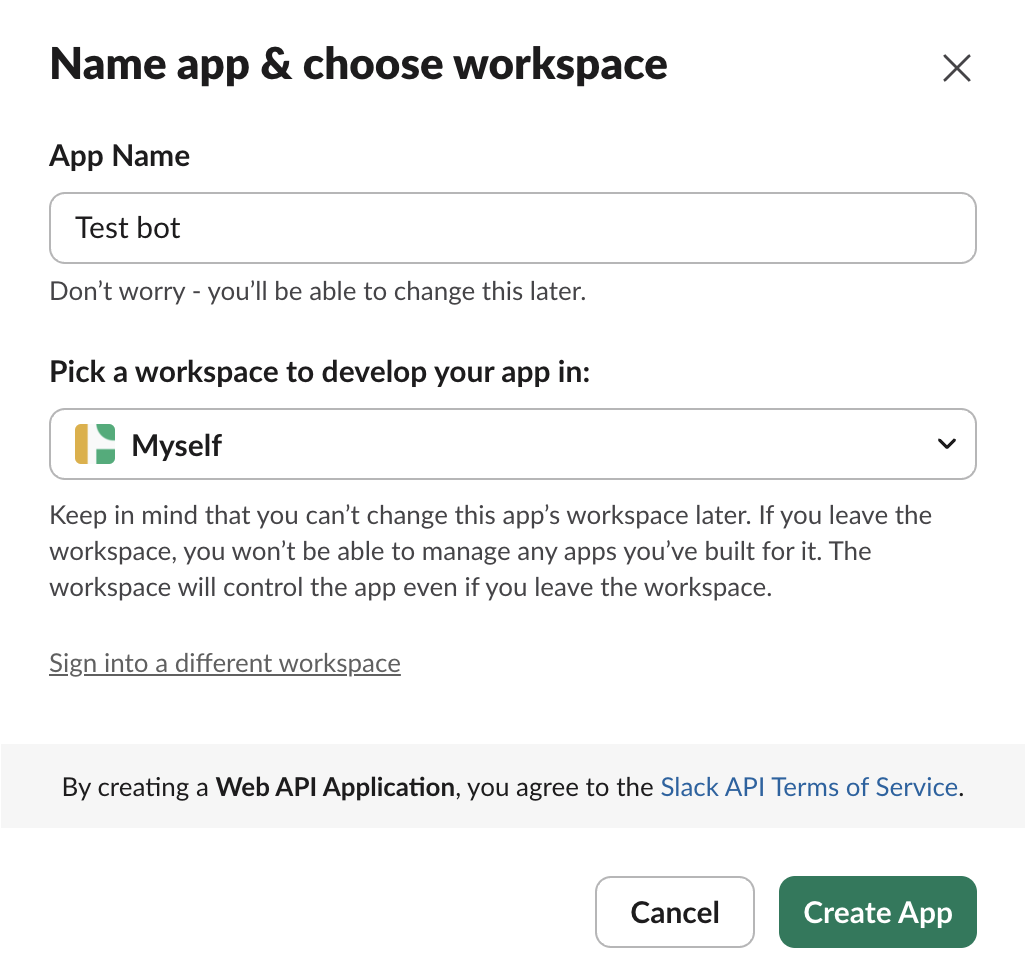 Name app & choose workspace
App Name
Test bot
Don’t worry - you’ll be able to change this later.
Pick a workspace to develop your app in:
Myself
Keep in mind that you can’t change this app’s workspace later. If you leave the
workspace, you won’t be able to manage any apps you’ve built for it. The
workspace will control the app even if you leave the workspace.
Sign into a different workspace
By creating a Web API Application, you agree to the Slack API Terms of Service.
Cancel
Create App